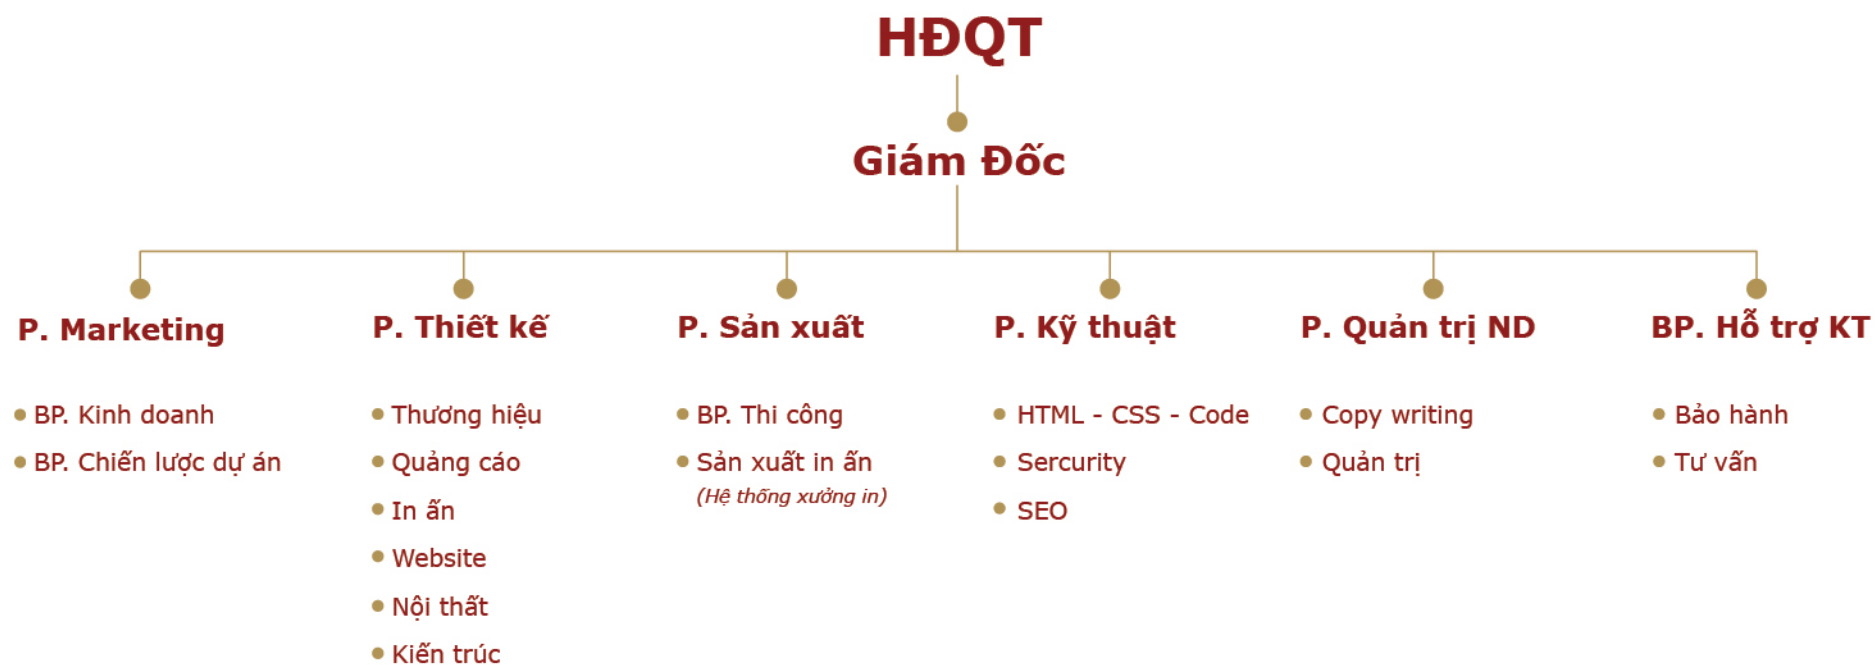 HĐQT
Giám Đốc
P. Marketing
BP. Kinh doanh
BP. Chiến lược dự án
P. Thiết kế
Thương hiệu
Quảng cáo
In ấn
Website
Nội thất
Kiến trúc
P. Sản xuất
BP. Thi công
Sản xuất in ấn
(Hệ thống xưởng in)
P. Kỹ thuật
HTML - CSS - Code
Sercurity
SEO
P. Quản trị ND
Copy writing
Quản trị
BP. Hỗ trợ KT
Bảo hành
Tư vấn